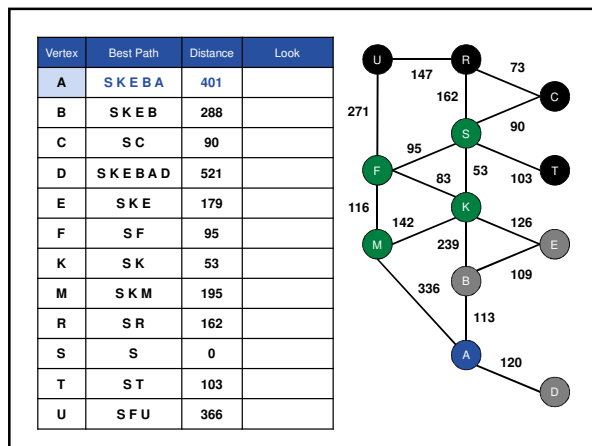 Vertex Best Path Distance Look
A S K E B A 401
B S K E B 288
C S C 90
D S K E B A D 521
E S K E 179
F S F 95
K S K 53
M S K M 195
R S R 162
S S 0
T S T 103
U S F U 366
U R
147 73
C
271 162
90
S
95
F 53 103 T
83
116 K
142 126
M 239 E
109
336 B
113
A
120
D